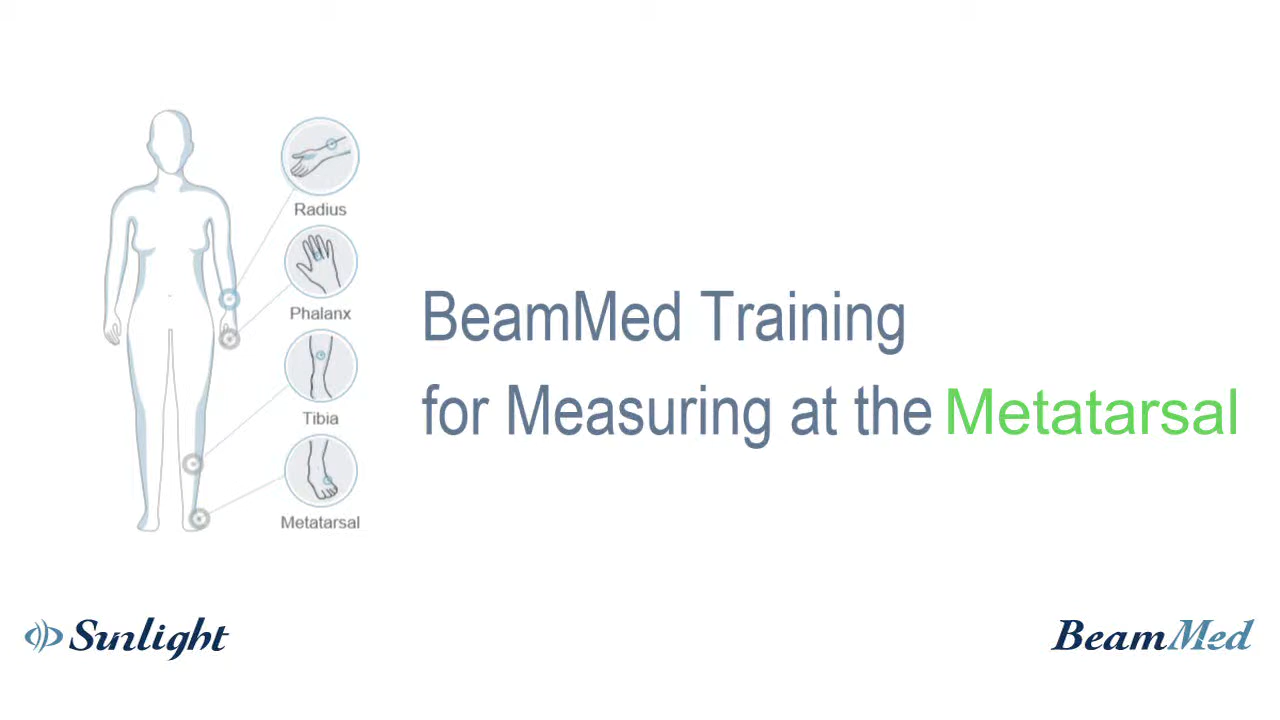 Radius
Phalanx
Tibia
Metatarsal
BeamMed Training
for Measuring at the Metatarsal
Sunlight
BeamMed